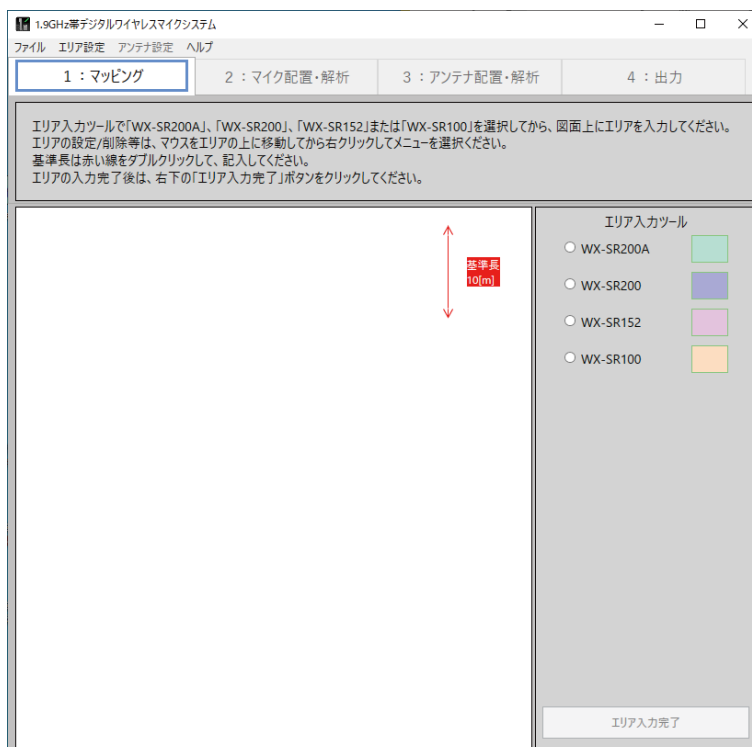 1.9GHz帯デジタルワイヤレスマイクシステム
ファイル エリア設定 アンテナ設定 ヘルプ
1：マッピング 2：マイク配置・解析 3：アンテナ配置・解析 4：出力
エリア入力ツールで「WX-SR200A」、「WX-SR200」、「WX-SR152」または「WX-SR100」を選択してから、図面上にエリアを入力してください。
エリアの設定/削除等は、マウスをエリアの上に移動してから右クリックしてメニューを選択ください。
基準長は赤い線をダブルクリックして、記入してください。
エリアの入力完了後は、右下の「エリア入力完了」ボタンをクリックしてください。
基準長
10[m]
エリア入力ツール
WX-SR200A
WX-SR200
WX-SR152
WX-SR100
エリア入力完了